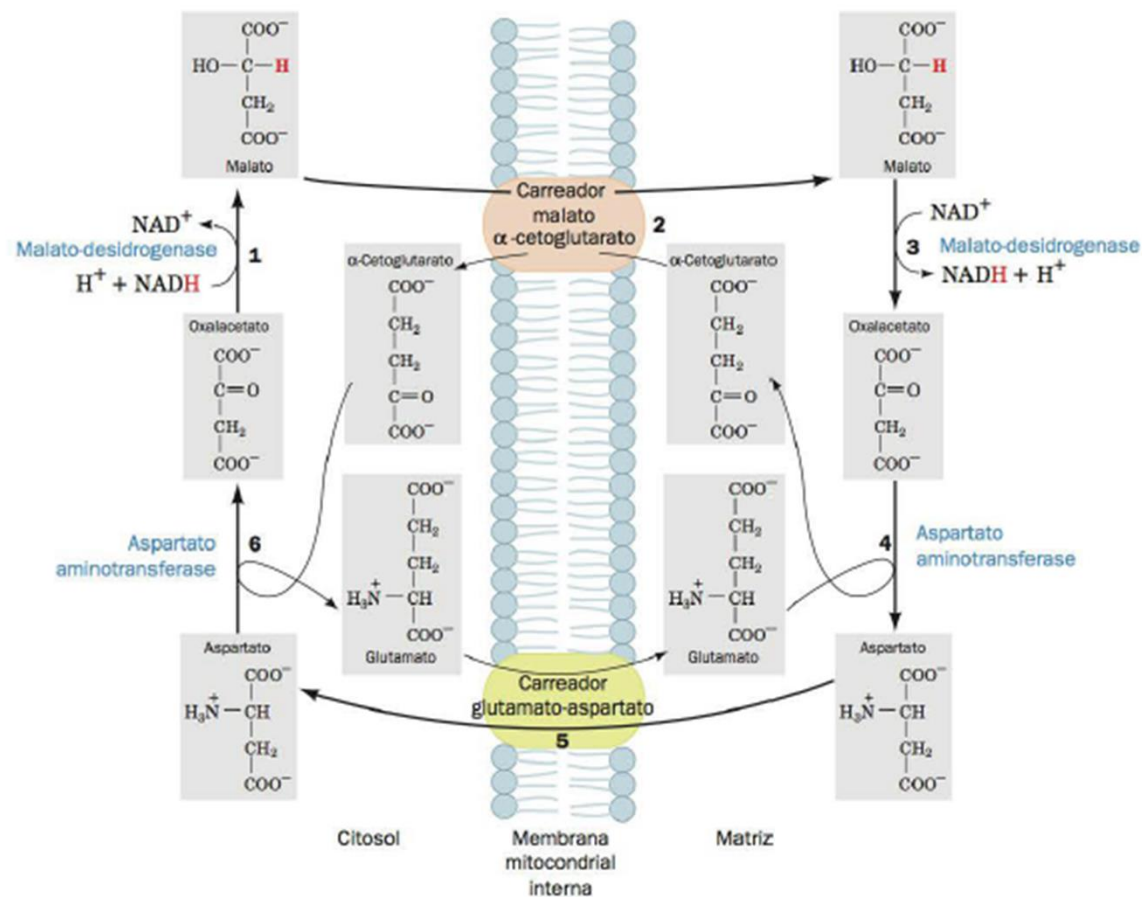 COO⁻
HO—C—H
CH₂
COO⁻
Malato
COO⁻
HO—C—H
CH₂
COO⁻
Malato
Carreador
malato
α-cetoglutarato
2
NAD⁺
Malato-desidrogenase
1
H⁺ + NADH
NAD⁺
3
Malato-desidrogenase
NADH + H⁺
α-Cetoglutarato
COO⁻
CH₂
CH₂
C=O
COO⁻
α-Cetoglutarato
COO⁻
CH₂
CH₂
C=O
COO⁻
Oxalacetato
COO⁻
C=O
CH₂
COO⁻
Oxalacetato
COO⁻
C=O
CH₂
COO⁻
Aspartato
aminotransferase
6
COO⁻
CH₂
CH₂
H₃N⁺—CH
COO⁻
Glutamato
COO⁻
CH₂
CH₂
H₃N⁺—CH
COO⁻
Glutamato
4
Aspartato
aminotransferase
Aspartato
COO⁻
H₃N⁺—CH
CH₂
COO⁻
Carreador
glutamato-aspartato
5
Aspartato
COO⁻
H₃N⁺—CH
CH₂
COO⁻
Citosol
Membrana
mitocondrial
interna
Matriz